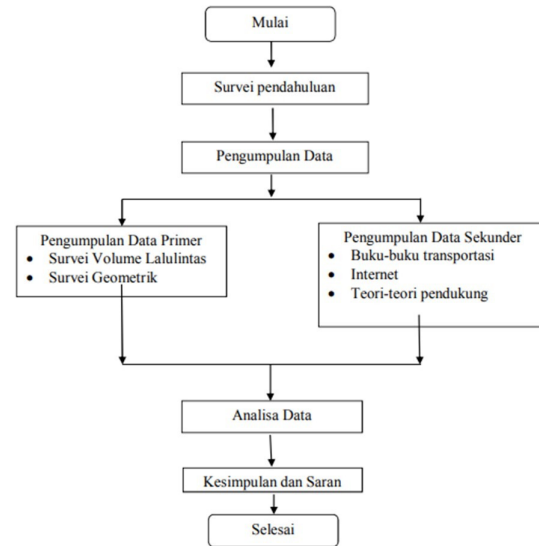 Mulai
Survei pendahuluan
Pengumpulan Data
Pengumpulan Data Primer
• Survei Volume Lalulintas
• Survei Geometrik
Pengumpulan Data Sekunder
• Buku-buku transportasi
• Internet
• Teori-teori pendukung
Analisa Data
Kesimpulan dan Saran
Selesai